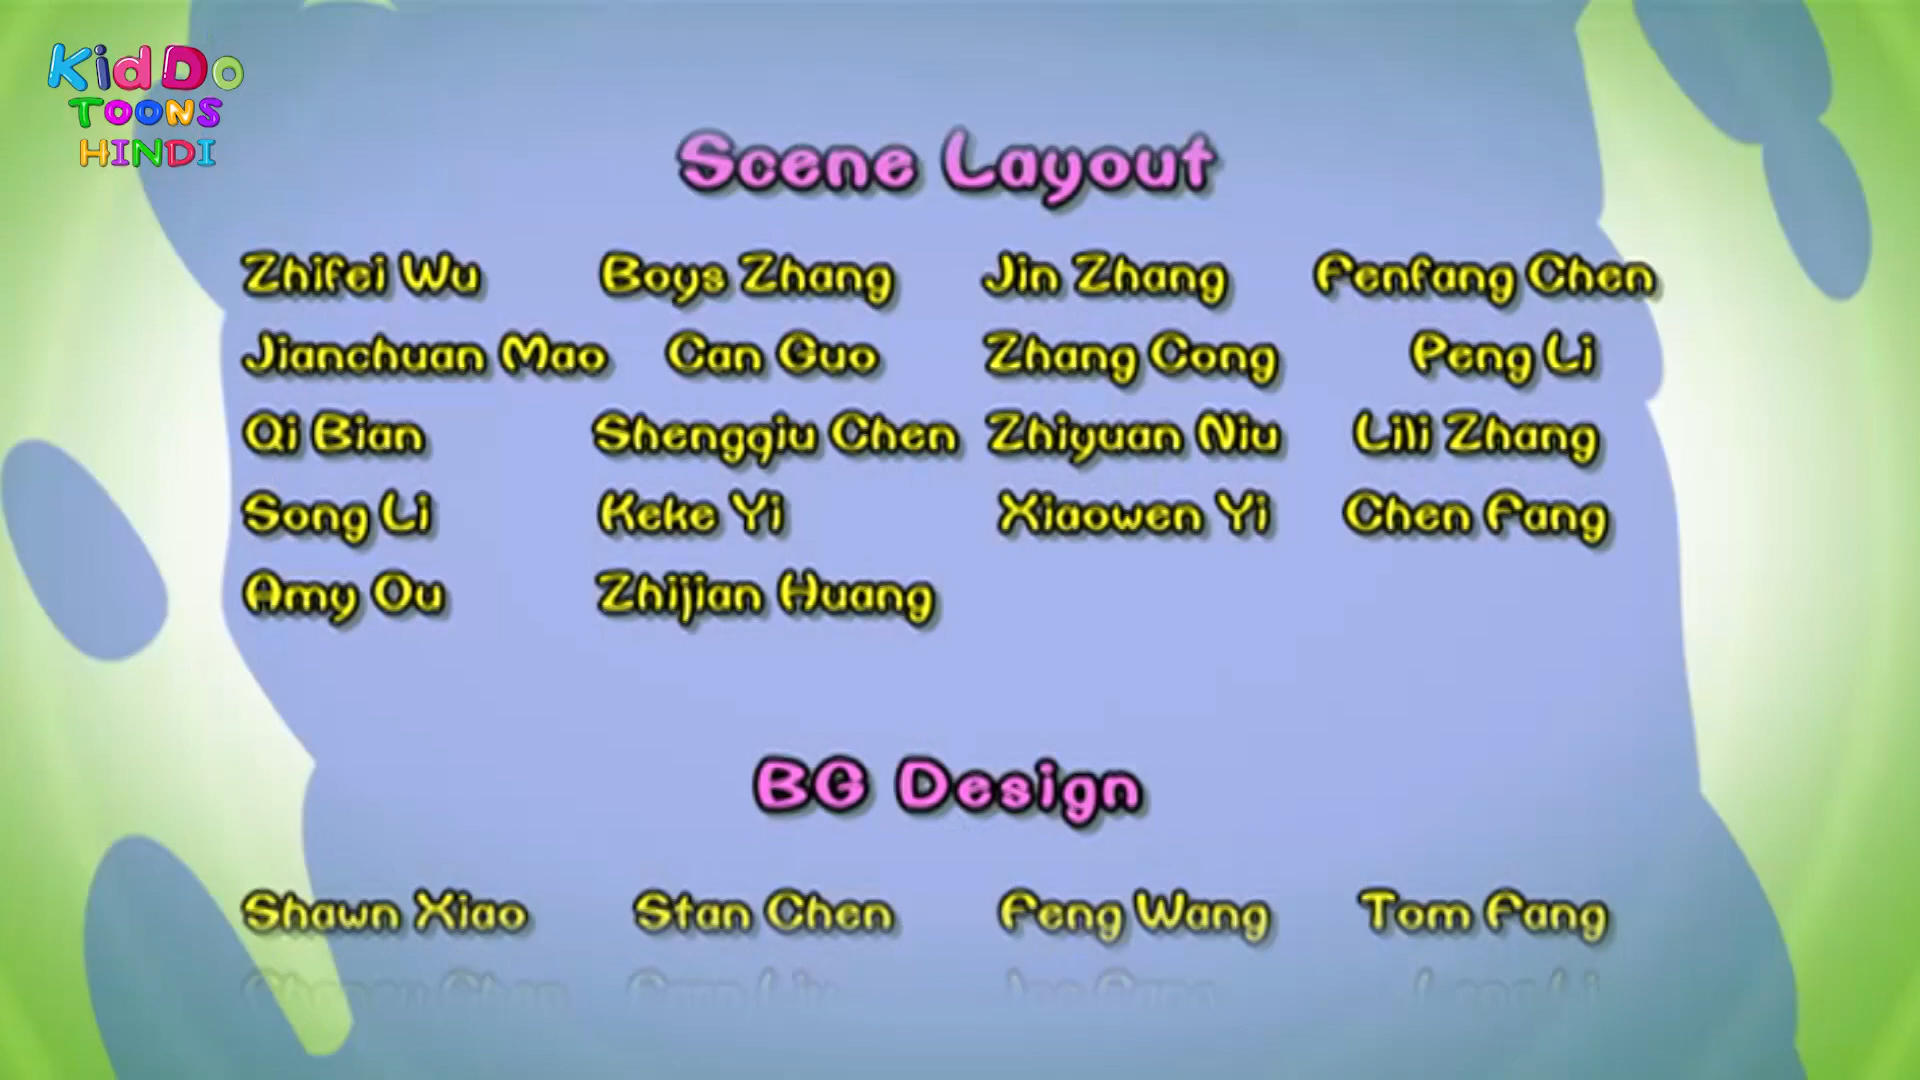 KidDo
TOONS
HINDI
Scene Layout
Zhifei Wu Boys Zhang Jin Zhang Fenfang Chen
Jianchuan Mao Can Guo Zhang Cong Peng Li
Qi Bian Shengqiu Chen Zhiyuan Niu Lili Zhang
Song Li Keke Yi Xiaowen Yi Chen Fang
Amy Ou Zhijian Huang
BG Design
Shawn Xiao Stan Chen Feng Wang Tom Fang